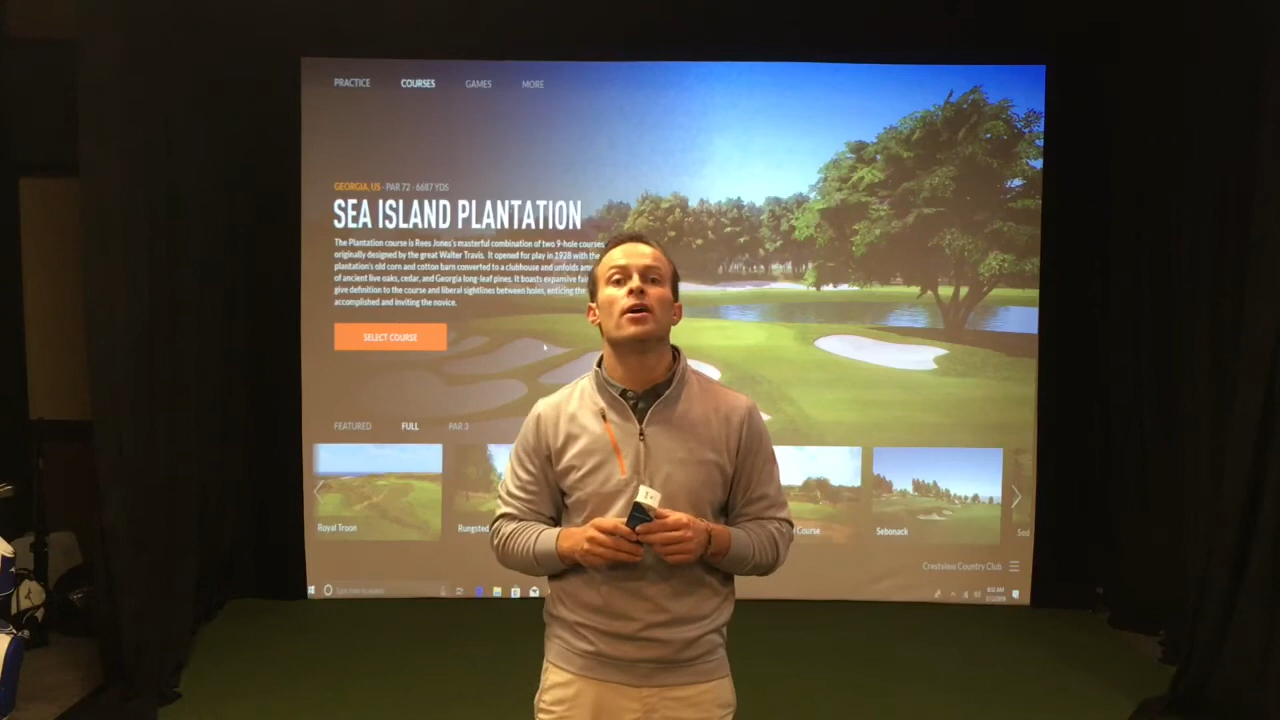 PRACTICE COURSES GAMES MORE
GEORGIA, US - PAR 72 - 6687 YDS
SEA ISLAND PLANTATION
The Plantation course is Rees Jones's masterful combination of two 9-hole courses
originally designed by the great Walter Travis. It opened for play in 1928 with the
plantation's old corn and cotton barn converted to a clubhouse and unfolds
of ancient live oaks, cedar, and Georgia long-leaf pines. It boasts expansive
give definition to the course and liberal sightlines between holes, enticing the
accomplished and inviting the novice.
SELECT COURSE
FEATURED FULL PAR 3
Royal Troon
Rungsted
Course
Sebonack
Crestview Country Club
Type here to search